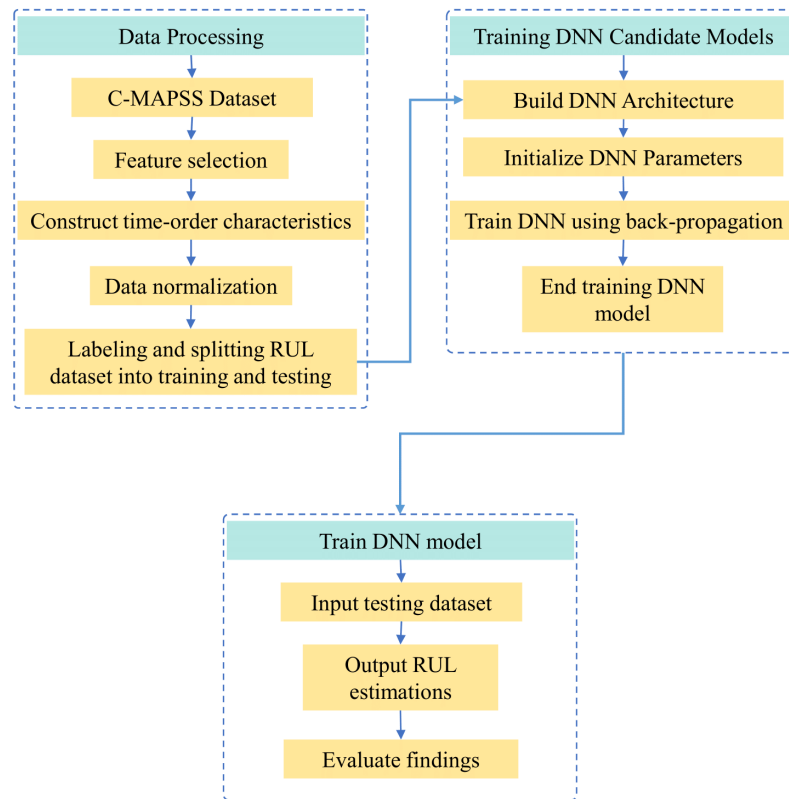 Data Processing
C-MAPSS Dataset
Feature selection
Construct time-order characteristics
Data normalization
Labeling and splitting RUL
dataset into training and testing
Training DNN Candidate Models
Build DNN Architecture
Initialize DNN Parameters
Train DNN using back-propagation
End training DNN
model
Train DNN model
Input testing dataset
Output RUL
estimations
Evaluate findings